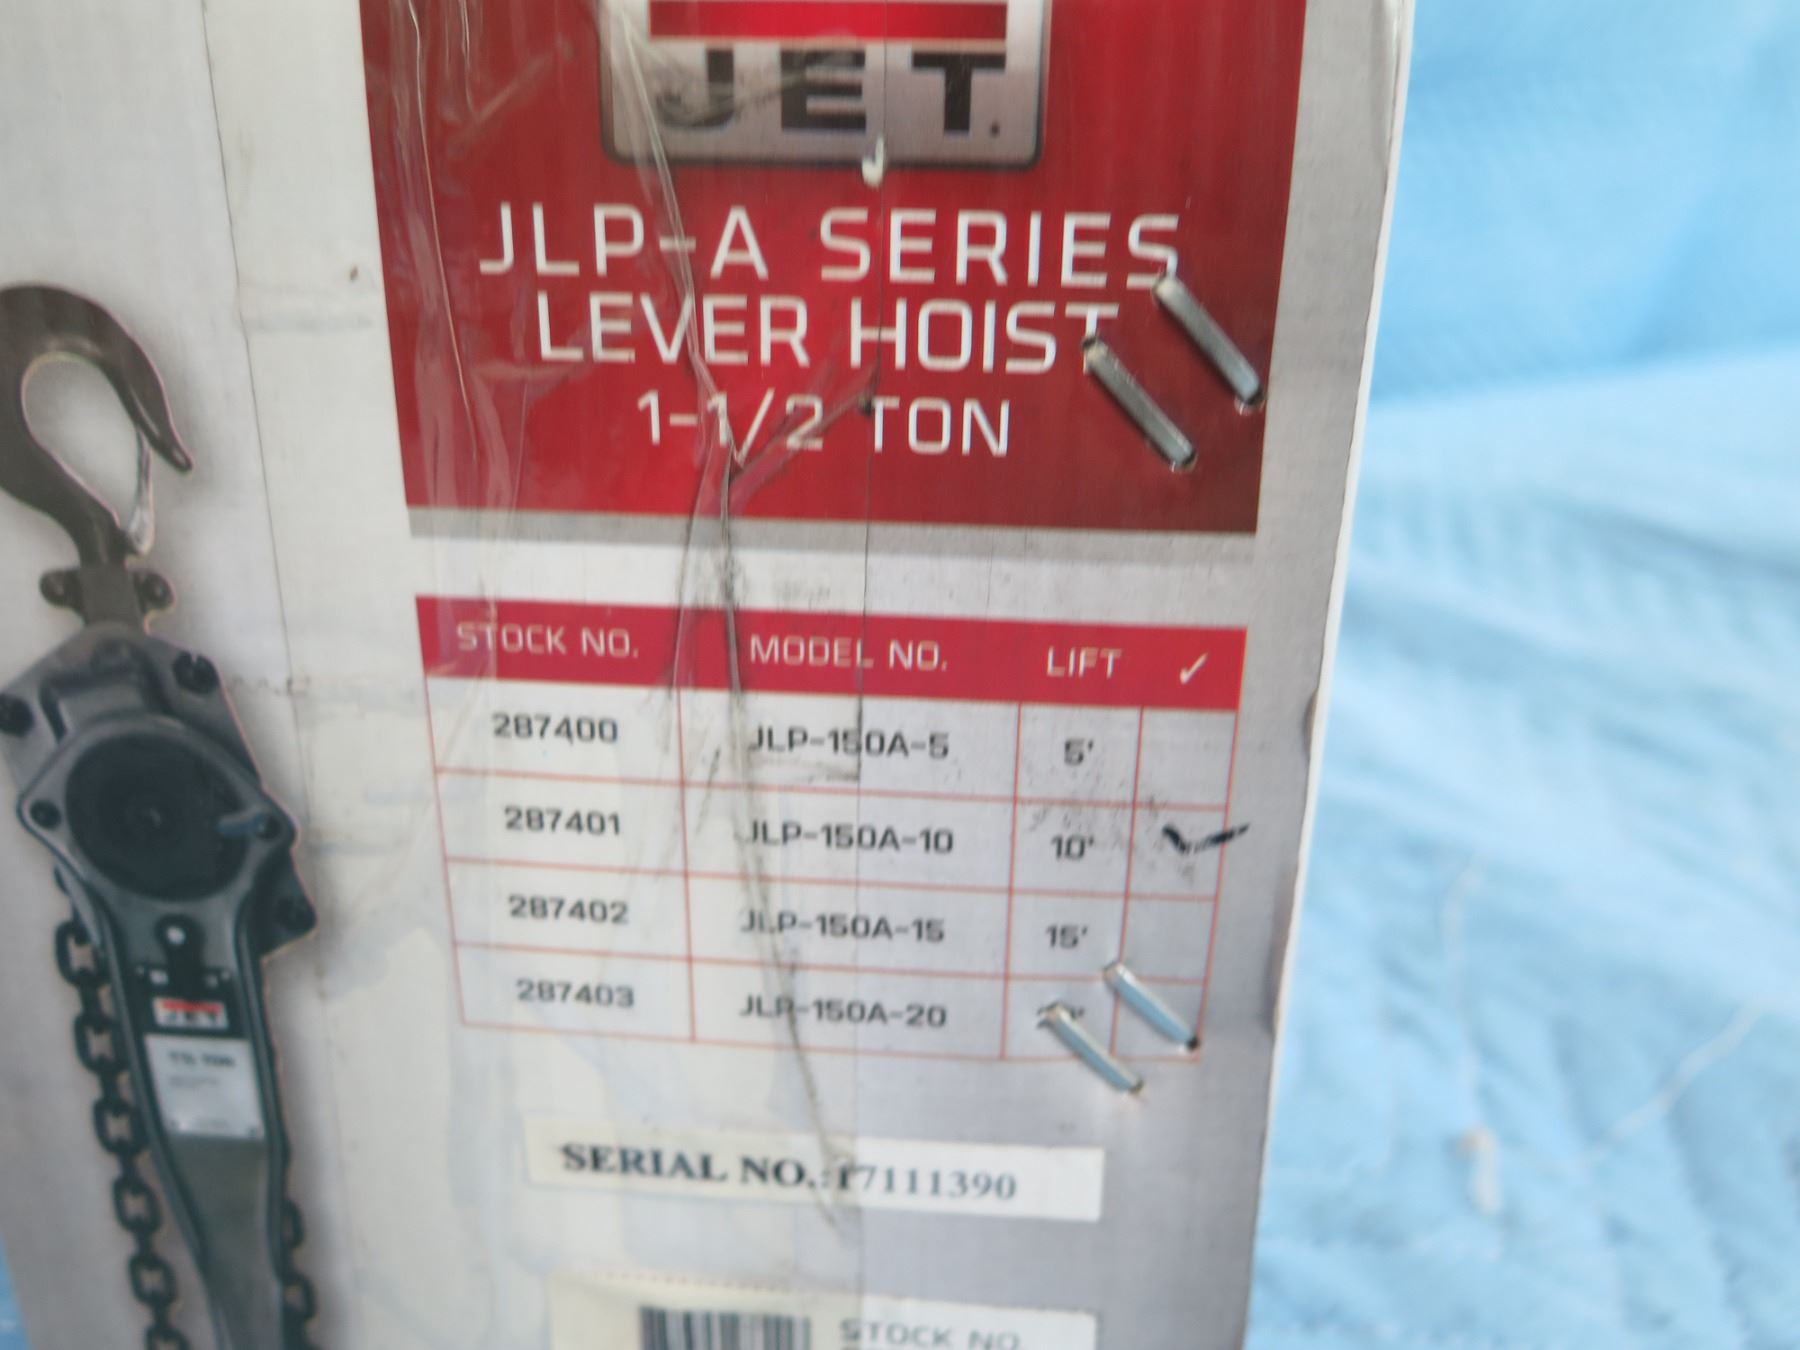 JET.
JLP-A SERIES
LEVER HOIST
1-1/2 TON
STOCK NO. MODEL NO. LIFT ✓
287400 JLP-150A-5 5'
287401 JLP-150A-10 10' ✓
287402 JLP-150A-15 15'
287403 JLP-150A-20
JET
SERIAL NO.:17111390
STOCK NO.